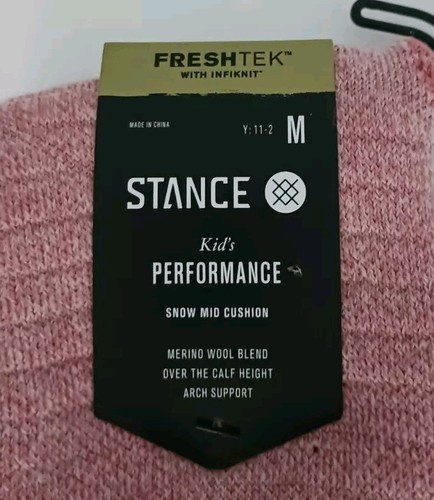 FRESHTEK™
WITH INFIKNIT™
MADE IN CHINA
Y: 11-2 M
STANCE
Kid's
PERFORMANCE
SNOW MID CUSHION
MERINO WOOL BLEND
OVER THE CALF HEIGHT
ARCH SUPPORT